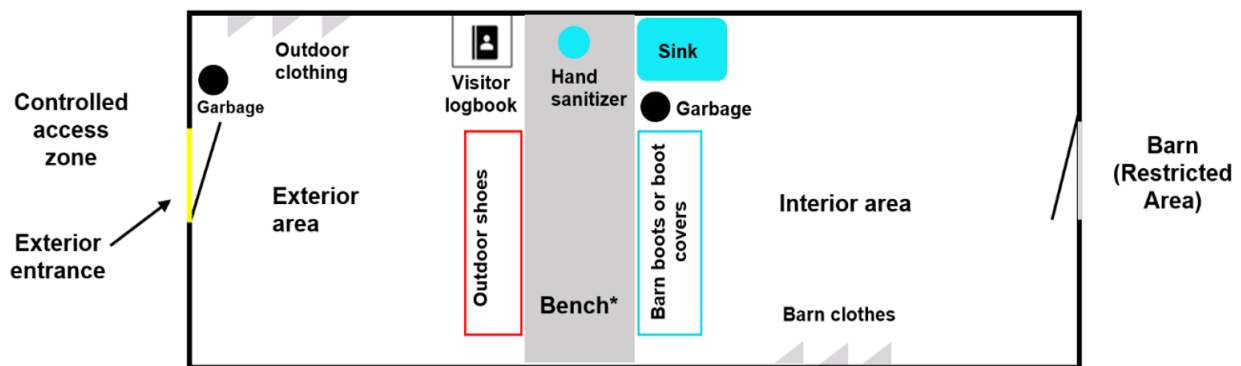 Controlled
access
zone
Exterior
entrance
Outdoor
clothing
Garbage
Exterior
area
Visitor
logbook
Outdoor shoes
Hand
sanitizer
Bench*
Sink
Garbage
Barn boots or boot
covers
Interior area
Barn clothes
Barn
(Restricted
Area)